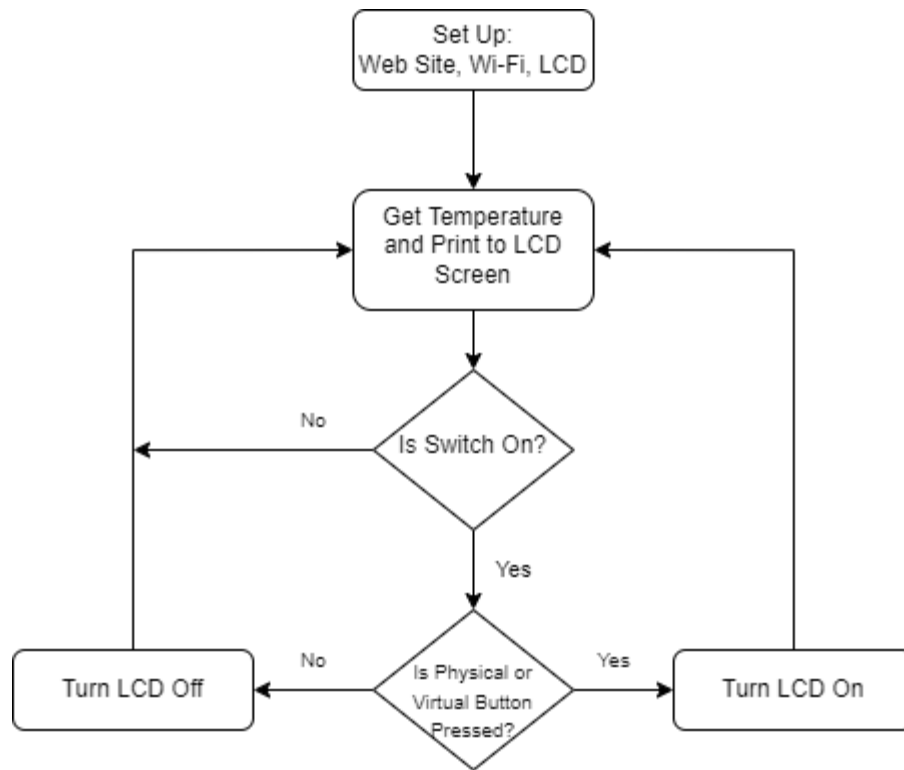 Set Up:
Web Site, Wi-Fi, LCD
Get Temperature
and Print to LCD
Screen
No
Is Switch On?
Yes
Turn LCD Off
No
Is Physical or
Virtual Button
Pressed?
Yes
Turn LCD On